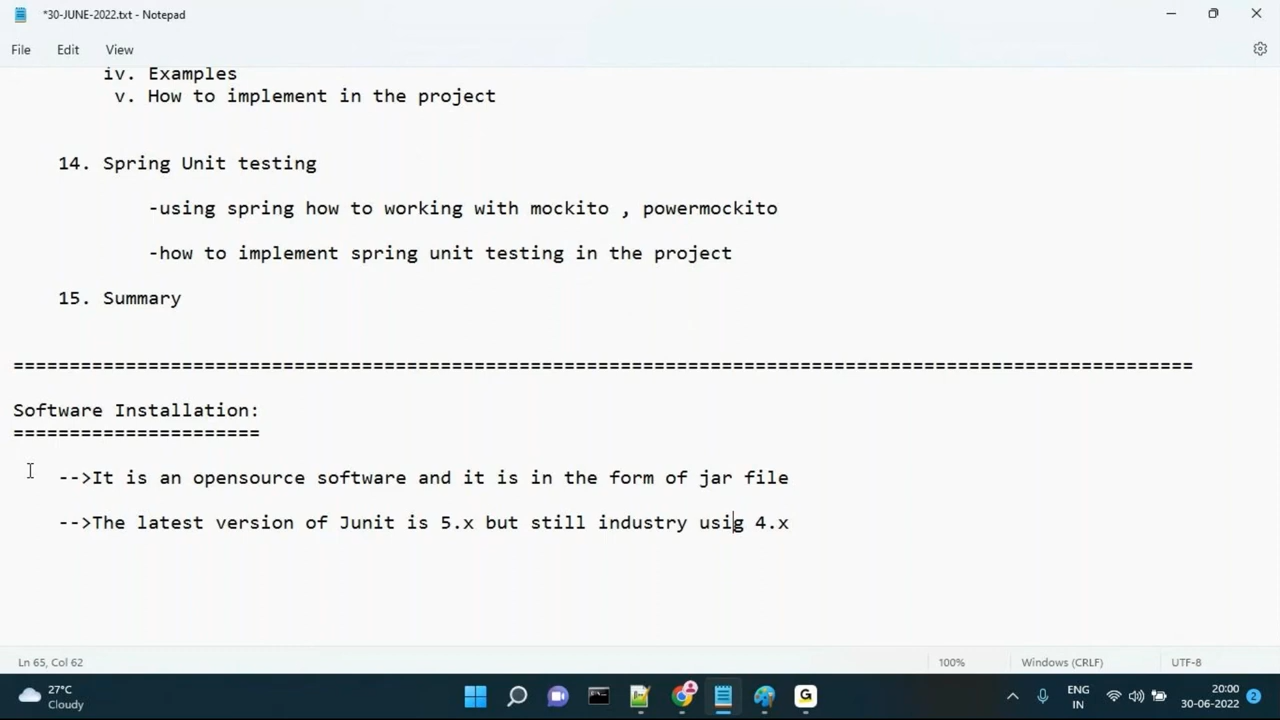 *30-JUNE-2022.txt - Notepad
File Edit View
iv. Examples
v. How to implement in the project
14. Spring Unit testing
-using spring how to working with mockito , powermockito
-how to implement spring unit testing in the project
15. Summary
=========================================================================================================
Software Installation:
======================
-->It is an opensource software and it is in the form of jar file
-->The latest version of Junit is 5.x but still industry usig 4.x
Ln 65, Col 62 100% Windows (CRLF) UTF-8
27°C
Cloudy
ENG
IN
20:00
30-06-2022
2